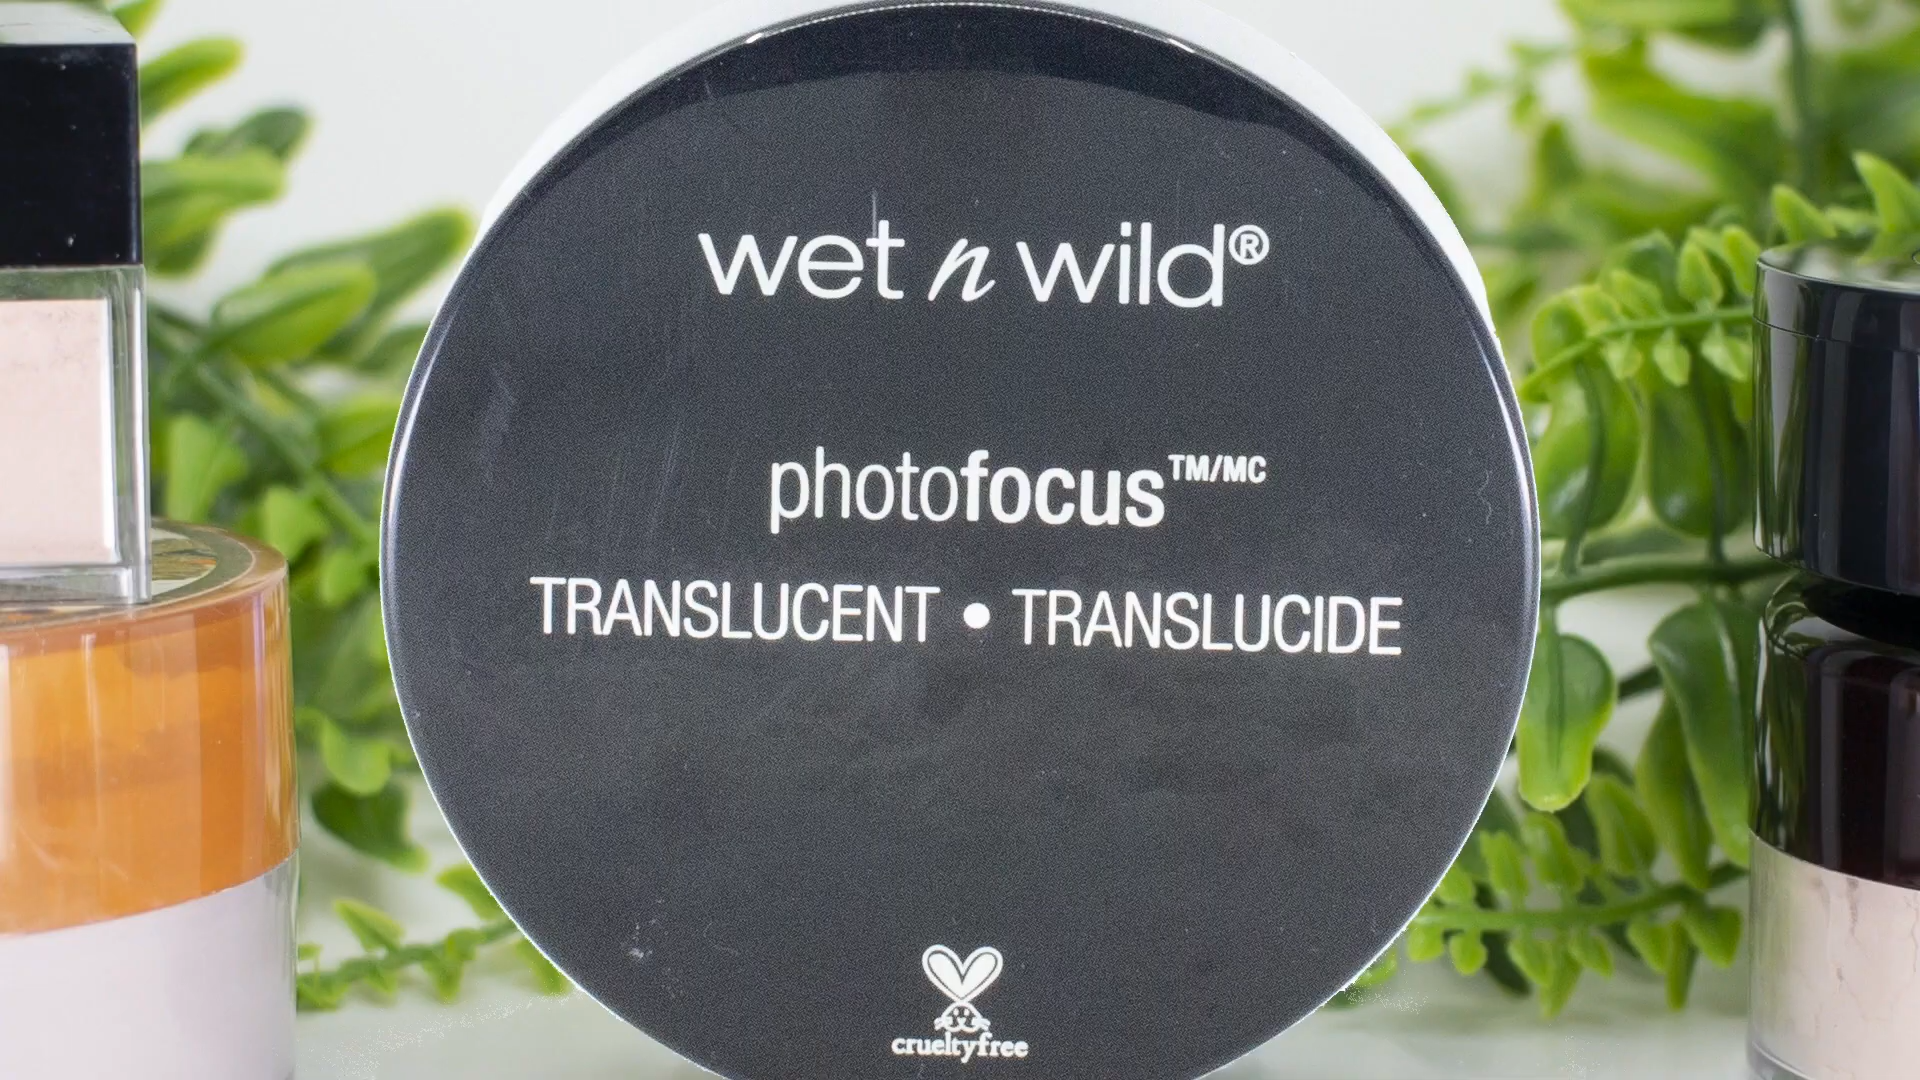 wet n wild®
photofocus™/MC
TRANSLUCENT • TRANSLUCIDE
crueltyfree